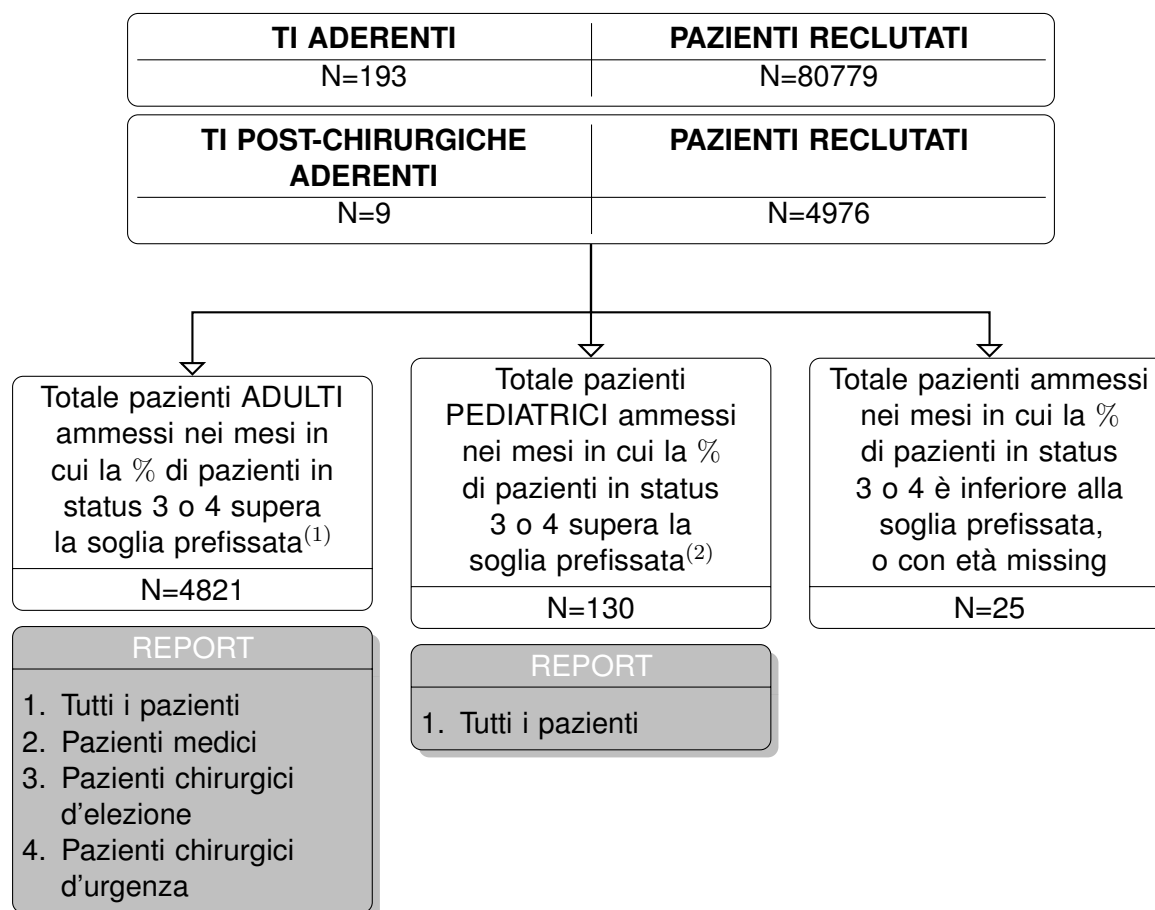 TI ADERENTI PAZIENTI RECLUTATI
N=193 N=80779
TI POST-CHIRURGICHE PAZIENTI RECLUTATI
ADERENTI
N=9 N=4976
Totale pazienti ADULTI
ammessi nei mesi in
cui la % di pazienti in
status 3 o 4 supera
la soglia prefissata(1)
N=4821
REPORT
1. Tutti i pazienti
2. Pazienti medici
3. Pazienti chirurgici
d'elezione
4. Pazienti chirurgici
d'urgenza
Totale pazienti
PEDIATRICI ammessi
nei mesi in cui la %
di pazienti in status
3 o 4 supera la
soglia prefissata(2)
N=130
REPORT
1. Tutti i pazienti
Totale pazienti ammessi
nei mesi in cui la %
di pazienti in status
3 o 4 è inferiore alla
soglia prefissata,
o con età missing
N=25